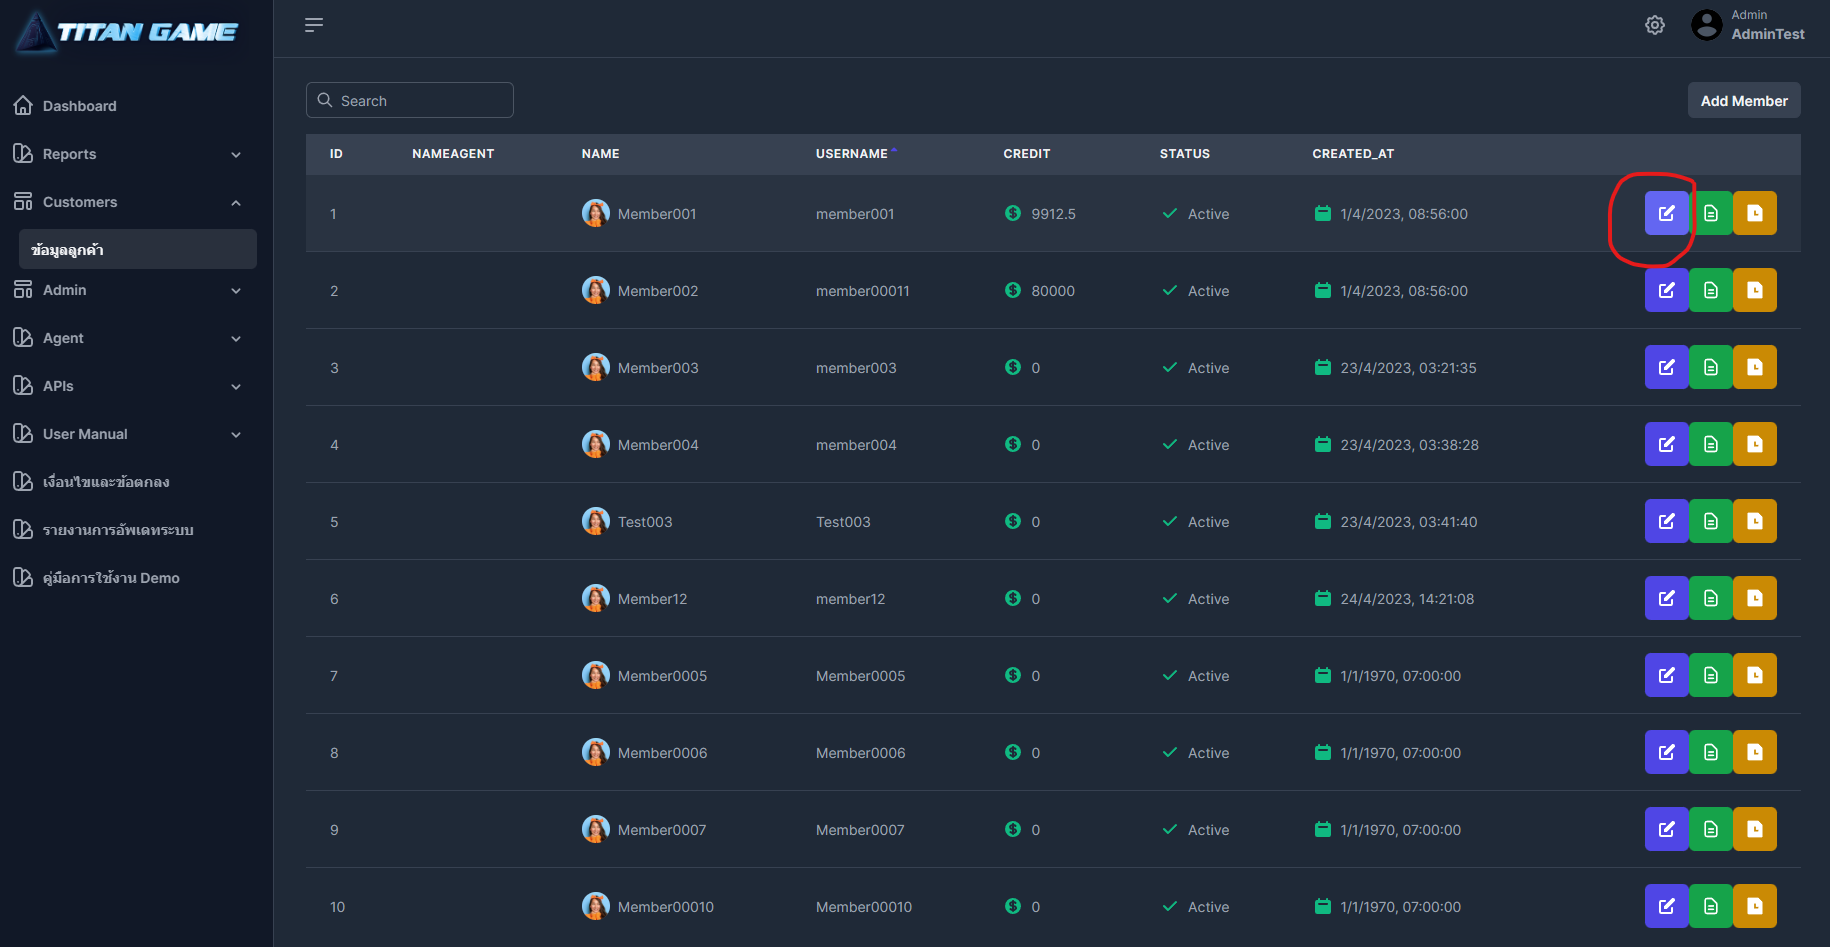 TITAN GAME
Admin
AdminTest
Dashboard
Reports
Customers
ข้อมูลลูกค้า
Admin
Agent
APIs
User Manual
เงื่อนไขและข้อตกลง
รายงานการอัพเดทระบบ
คู่มือการใช้งาน Demo
Search
Add Member
ID NAMEAGENT NAME USERNAME CREDIT STATUS CREATED_AT
1 Member001 member001 9912.5 Active 1/4/2023, 08:56:00
2 Member002 member00011 80000 Active 1/4/2023, 08:56:00
3 Member003 member003 0 Active 23/4/2023, 03:21:35
4 Member004 member004 0 Active 23/4/2023, 03:38:28
5 Test003 Test003 0 Active 23/4/2023, 03:41:40
6 Member12 member12 0 Active 24/4/2023, 14:21:08
7 Member0005 Member0005 0 Active 1/1/1970, 07:00:00
8 Member0006 Member0006 0 Active 1/1/1970, 07:00:00
9 Member0007 Member0007 0 Active 1/1/1970, 07:00:00
10 Member00010 Member00010 0 Active 1/1/1970, 07:00:00